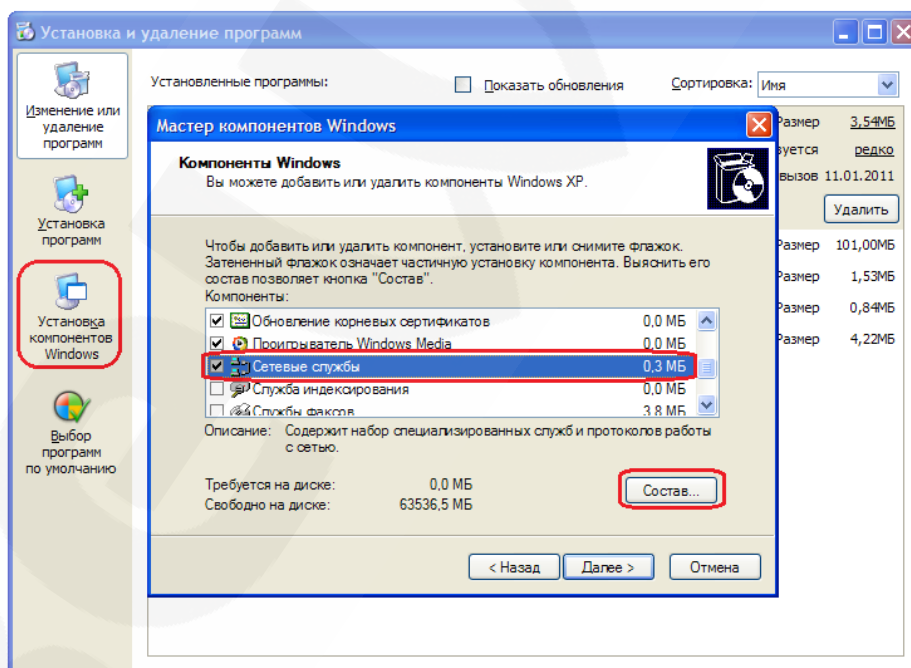 Установка и удаление программ
Изменение или
удаление
программ
Установка
программ
Установка
компонентов
Windows
Выбор
программ
по умолчанию
Установленные программы:
Показать обновления
Сортировка:
Имя
Размер 3,54МБ
зуется редко
вызов 11.01.2011
Удалить
Размер 101,00МБ
Размер 1,53МБ
Размер 0,84МБ
Размер 4,22МБ
Мастер компонентов Windows
Компоненты Windows
Вы можете добавить или удалить компоненты Windows XP.
Чтобы добавить или удалить компонент, установите или снимите флажок.
Затененный флажок означает частичную установку компонента. Выяснить его
состав позволяет кнопка "Состав".
Компоненты:
Обновление корневых сертификатов 0,0 МБ
Проигрыватель Windows Media 0,0 МБ
Сетевые службы 0,3 МБ
Служба индексирования 0,0 МБ
Службы факсов 3,8 МБ
Описание: Содержит набор специализированных служб и протоколов работы
с сетью.
Требуется на диске: 0,0 МБ
Свободно на диске: 63536,5 МБ
Состав...
< Назад
Далее >
Отмена